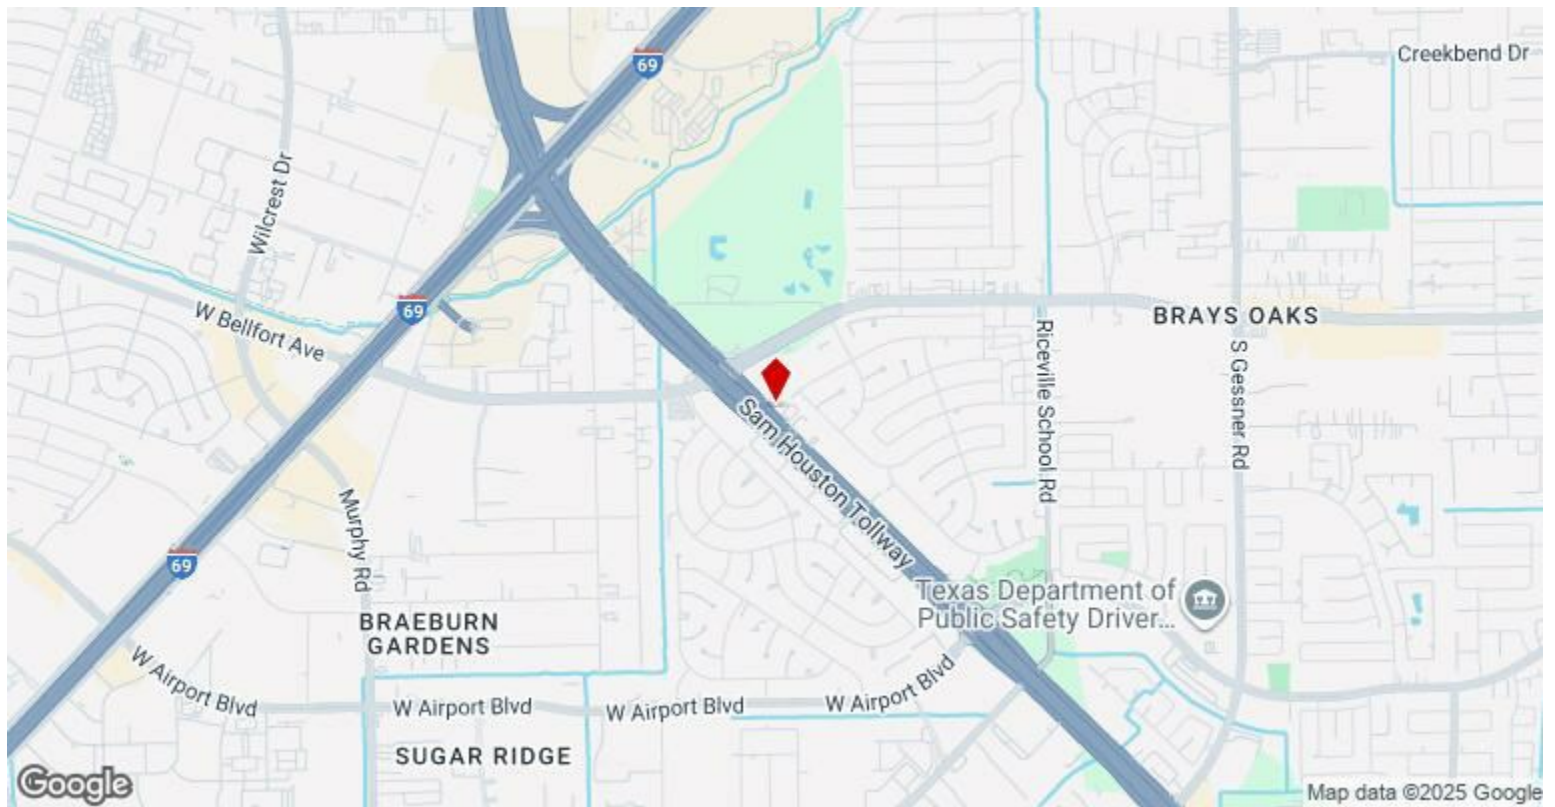 69
Creekbend Dr
Wilcrest Dr
69
W Bellfort Ave
BRAYS OAKS
Riceville School Rd
S Gessner Rd
Sam Houston Tollway
Murphy Rd
69
Texas Department of
Public Safety Driver...
BRAEBURN
GARDENS
W Airport Blvd
W Airport Blvd
W Airport Blvd
W Airport Blvd
SUGAR RIDGE
Google
Map data ©2025 Google